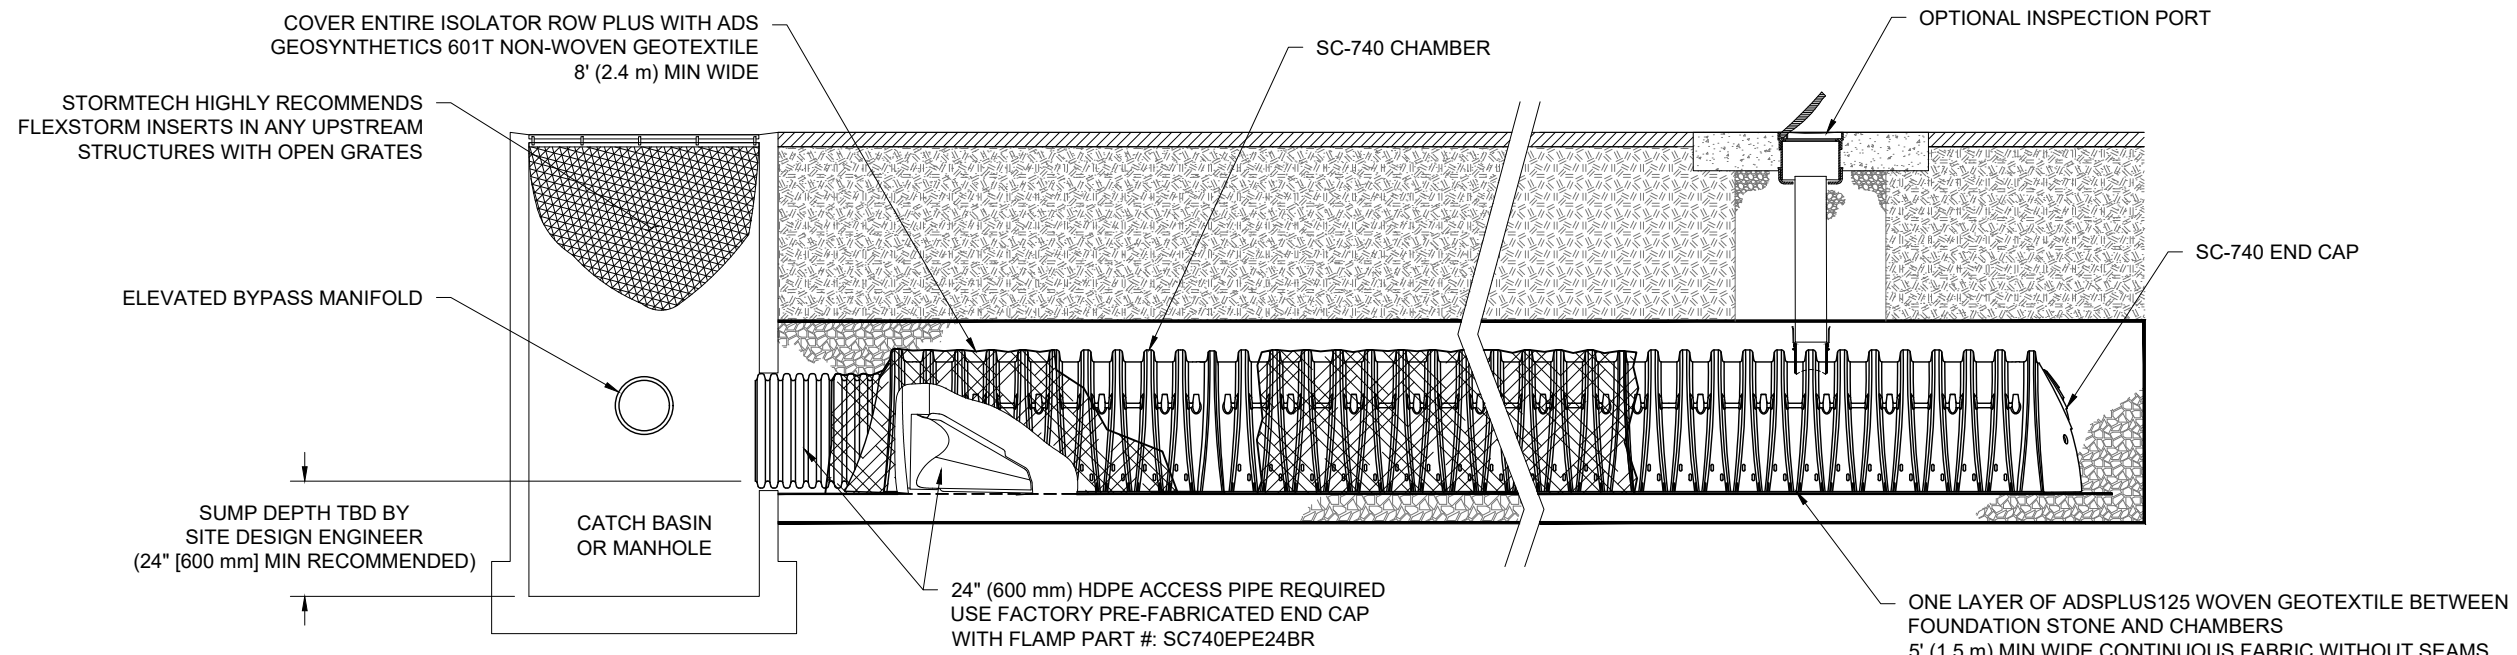 COVER ENTIRE ISOLATOR ROW PLUS WITH ADS
GEOSYNTHETICS 601T NON-WOVEN GEOTEXTILE
8' (2.4 m) MIN WIDE
SC-740 CHAMBER
OPTIONAL INSPECTION PORT
STORMTECH HIGHLY RECOMMENDS
FLEXSTORM INSERTS IN ANY UPSTREAM
STRUCTURES WITH OPEN GRATES
SC-740 END CAP
ELEVATED BYPASS MANIFOLD
SUMP DEPTH TBD BY
SITE DESIGN ENGINEER
(24" [600 mm] MIN RECOMMENDED)
CATCH BASIN
OR MANHOLE
24" (600 mm) HDPE ACCESS PIPE REQUIRED
USE FACTORY PRE-FABRICATED END CAP
WITH FLAMP PART #: SC740EPE24BR
ONE LAYER OF ADSPLUS125 WOVEN GEOTEXTILE BETWEEN
FOUNDATION STONE AND CHAMBERS
5' (1.5 m) MIN WIDE CONTINUOUS FABRIC WITHOUT SEAMS